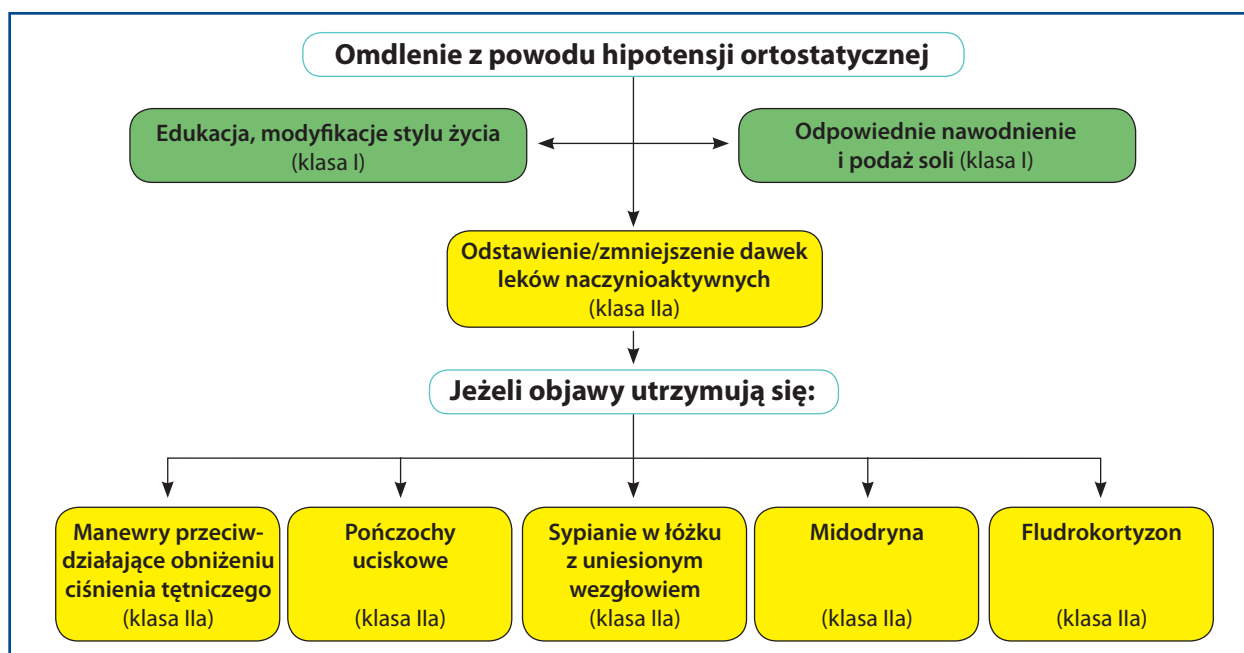 Omdlenie z powodu hipotensji ortostatycznej
Edukacja, modyfikacje stylu życia
(klasa I)
Odpowiednie nawodnienie
i podaż soli (klasa I)
Odstawienie/zmniejszenie dawek
leków naczynioaktywnych
(klasa IIa)
Jeżeli objawy utrzymują się:
Manewry przeciw-
działające obniżeniu
ciśnienia tętniczego
(klasa IIa)
Pończochy
uciskowe
(klasa IIa)
Sypianie w łóżku
z uniesionym
wezgłowiem
(klasa IIa)
Midodryna
(klasa IIa)
Fludrokortyzon
(klasa IIa)